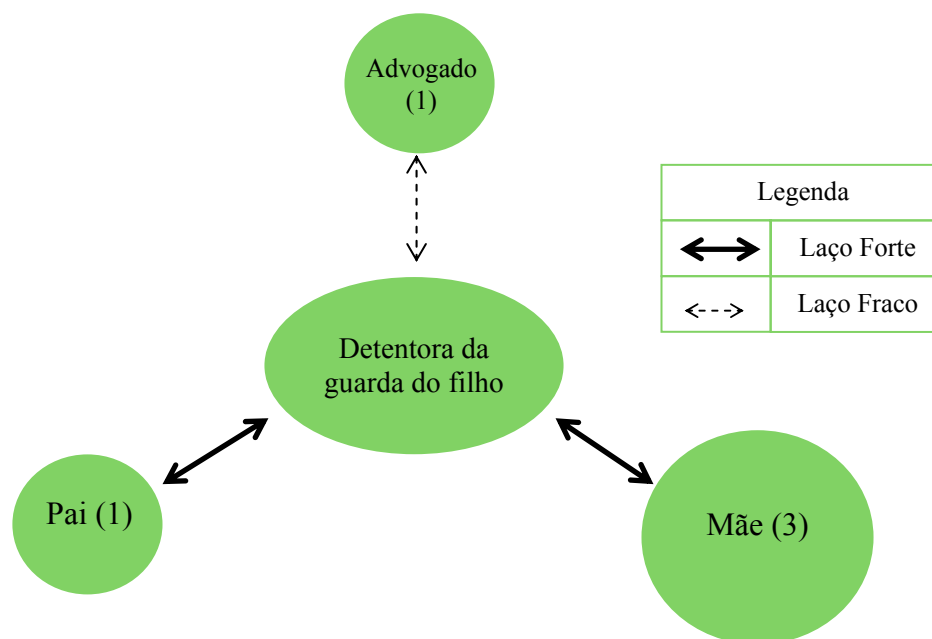 Advogado
(1)
Legenda
Laço Forte
Laço Fraco
Detentora da
guarda do filho
Pai (1)
Mãe (3)